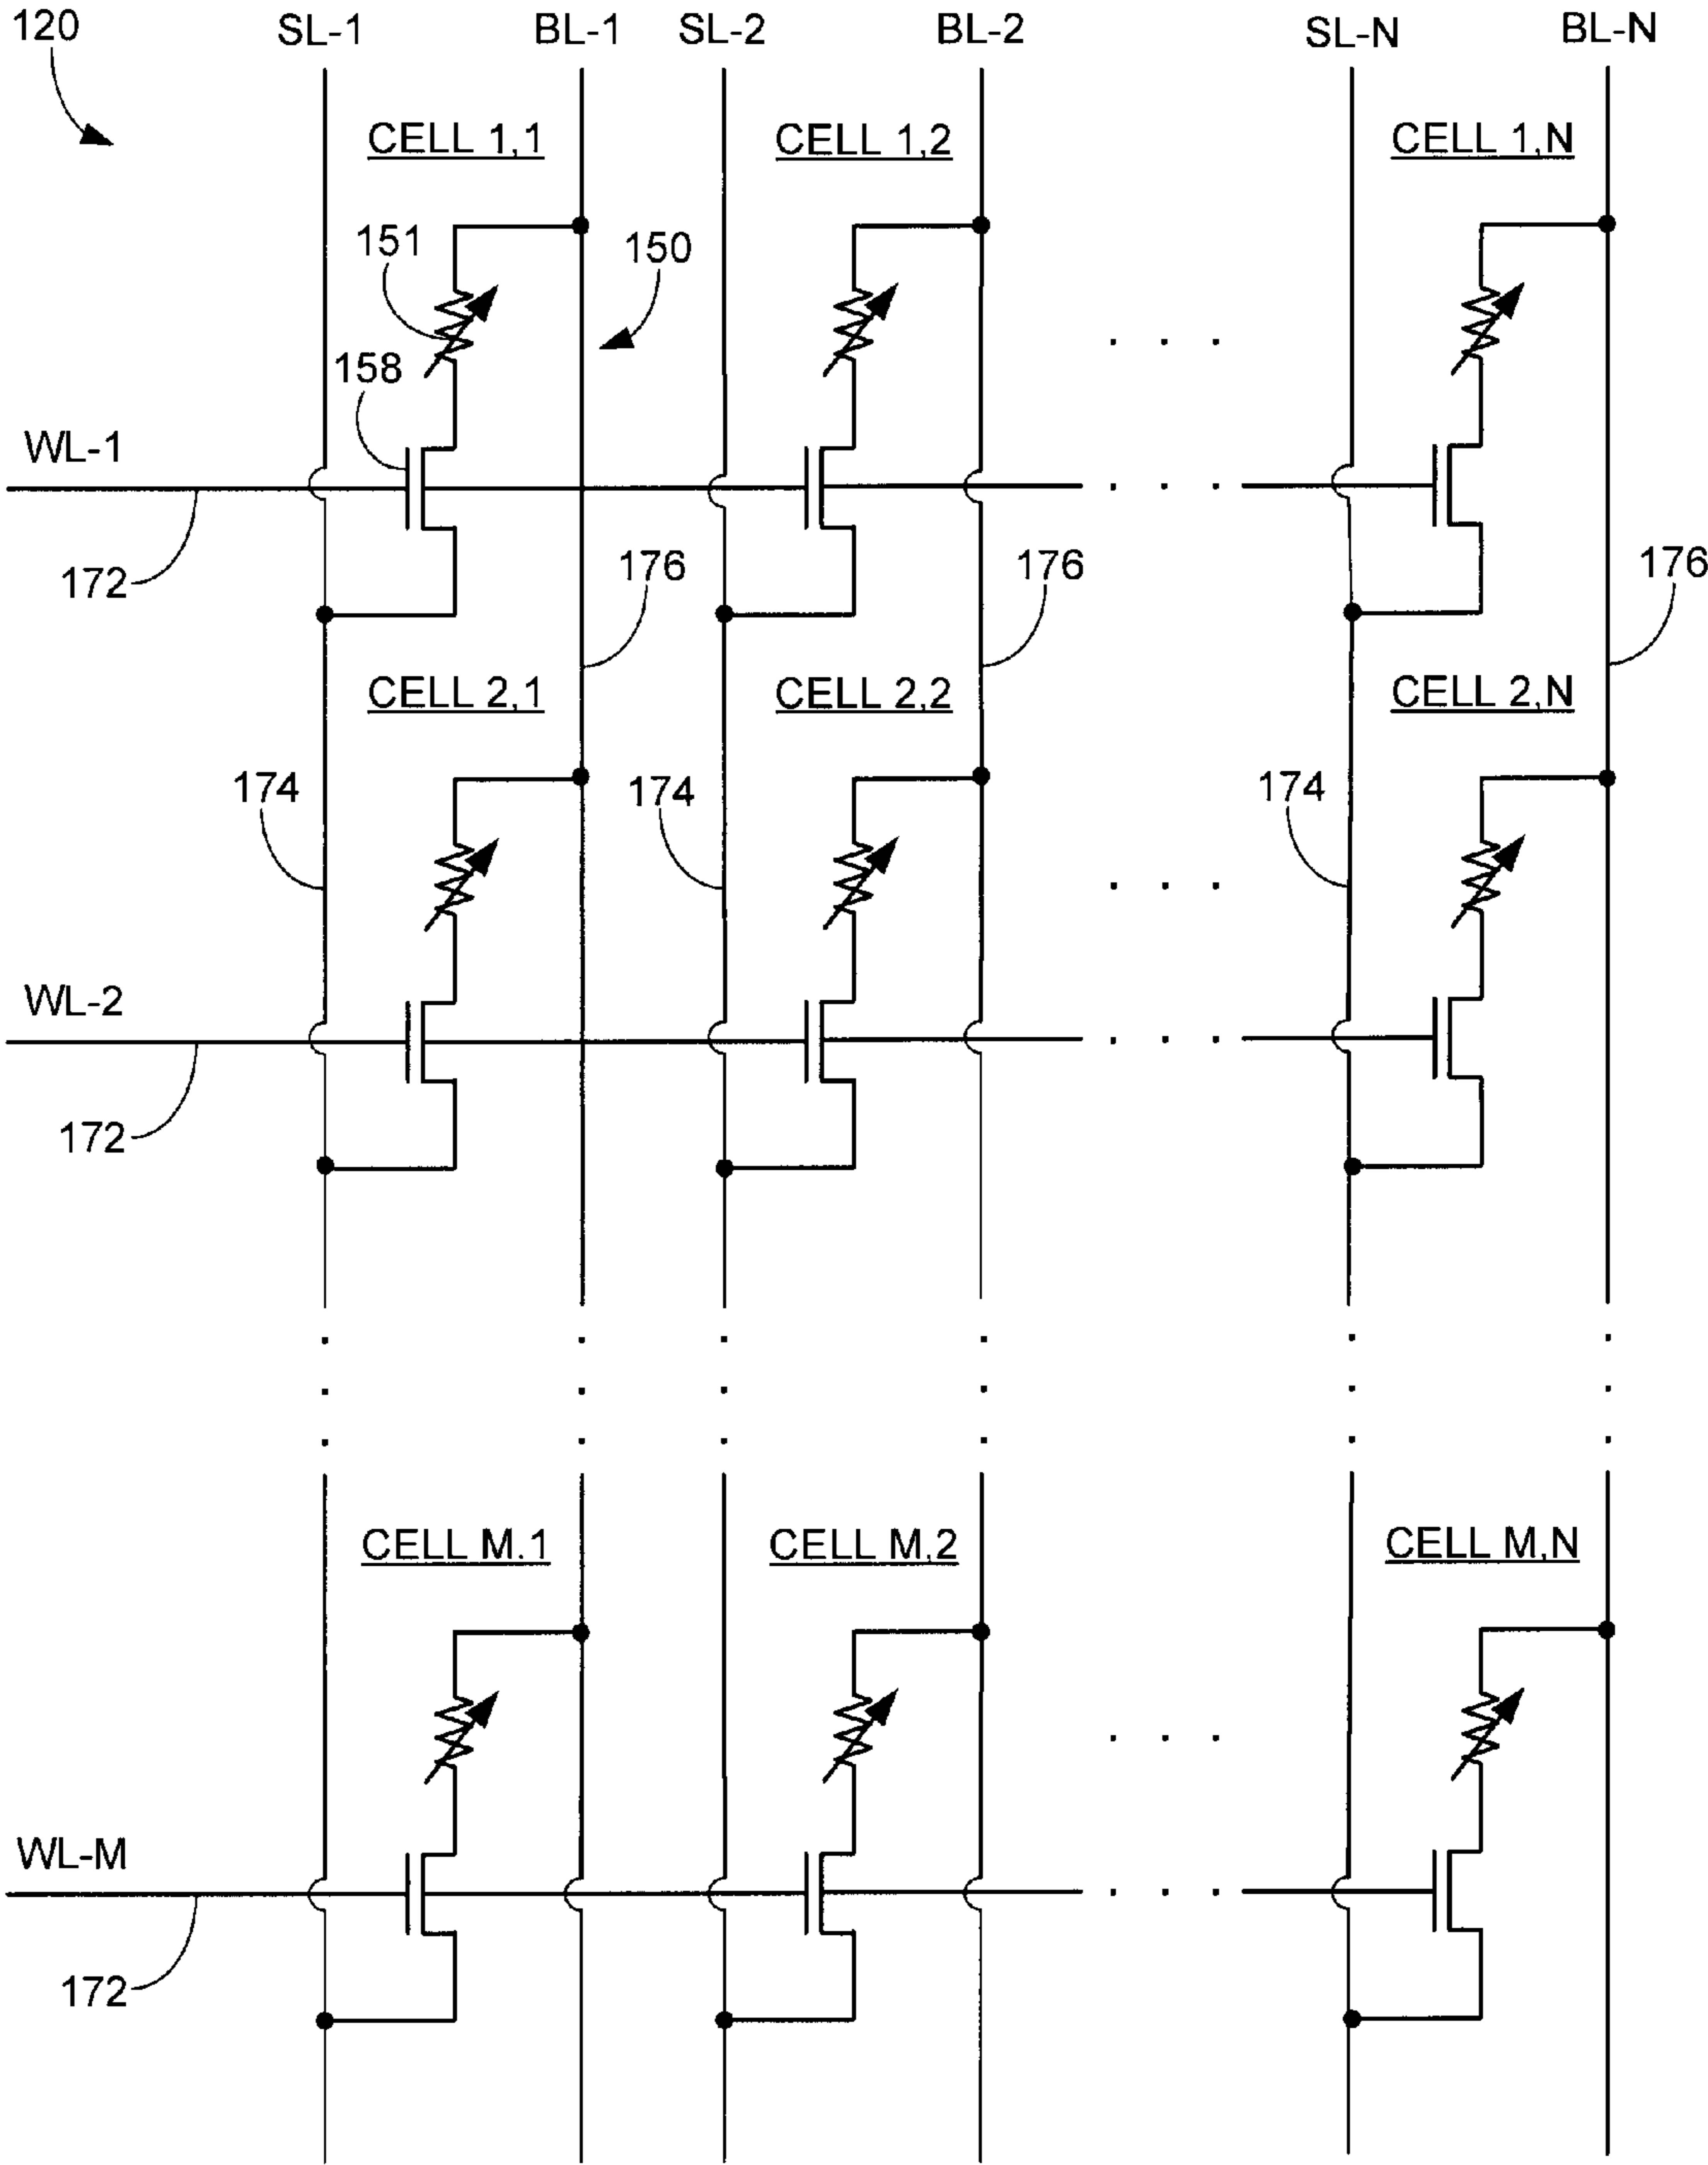 120
SL-1 BL-1 SL-2 BL-2 SL-N BL-N
CELL 1,1 CELL 1,2 CELL 1,N
151 150
158
WL-1
172 176 176 176
CELL 2,1 CELL 2,2 CELL 2,N
174 174 174
WL-2
172
CELL M.1 CELL M,2 CELL M,N
WL-M
172